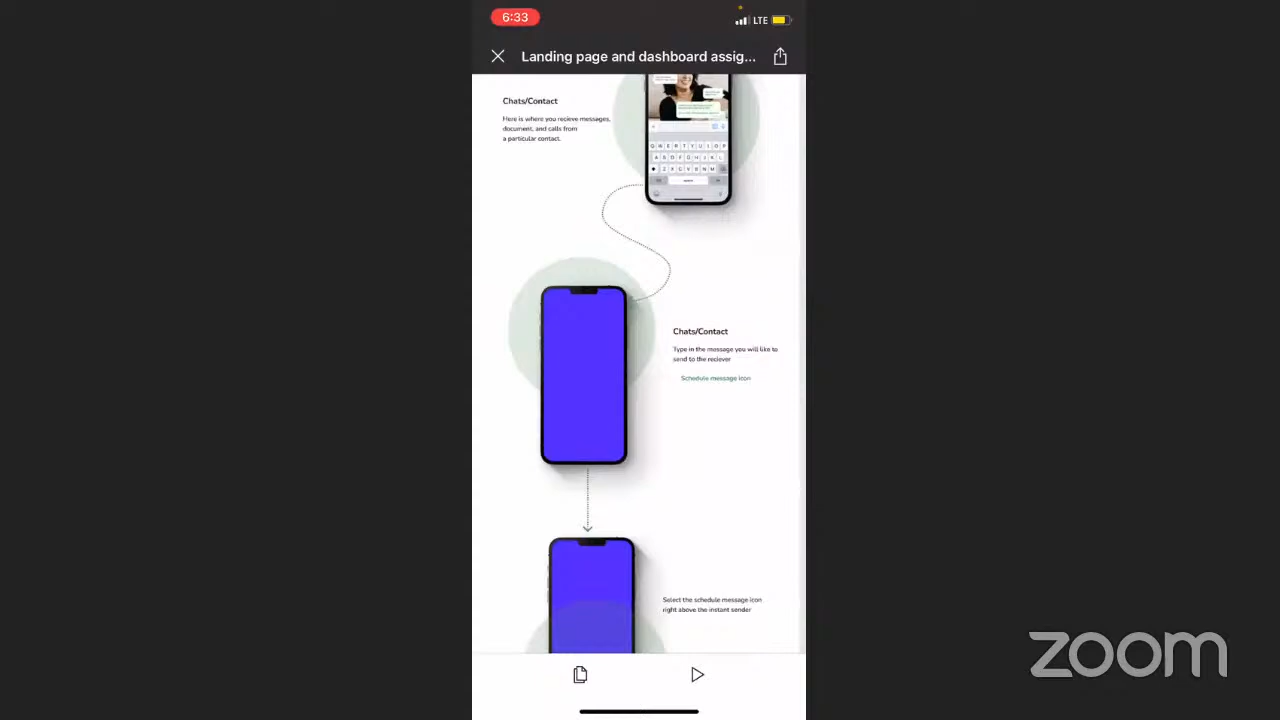 6:33
LTE
Landing page and dashboard assig...
Chats/Contact
Here is where you recieve messages,
document, and calls from
a particular contact.
Q W E R T Y U I O P
A S D F G H J K L
Z X C V B N M
Chats/Contact
Type in the message you will like to
send to the reciever
Schedule message icon
Select the schedule message icon
right above the instant sender
zoom